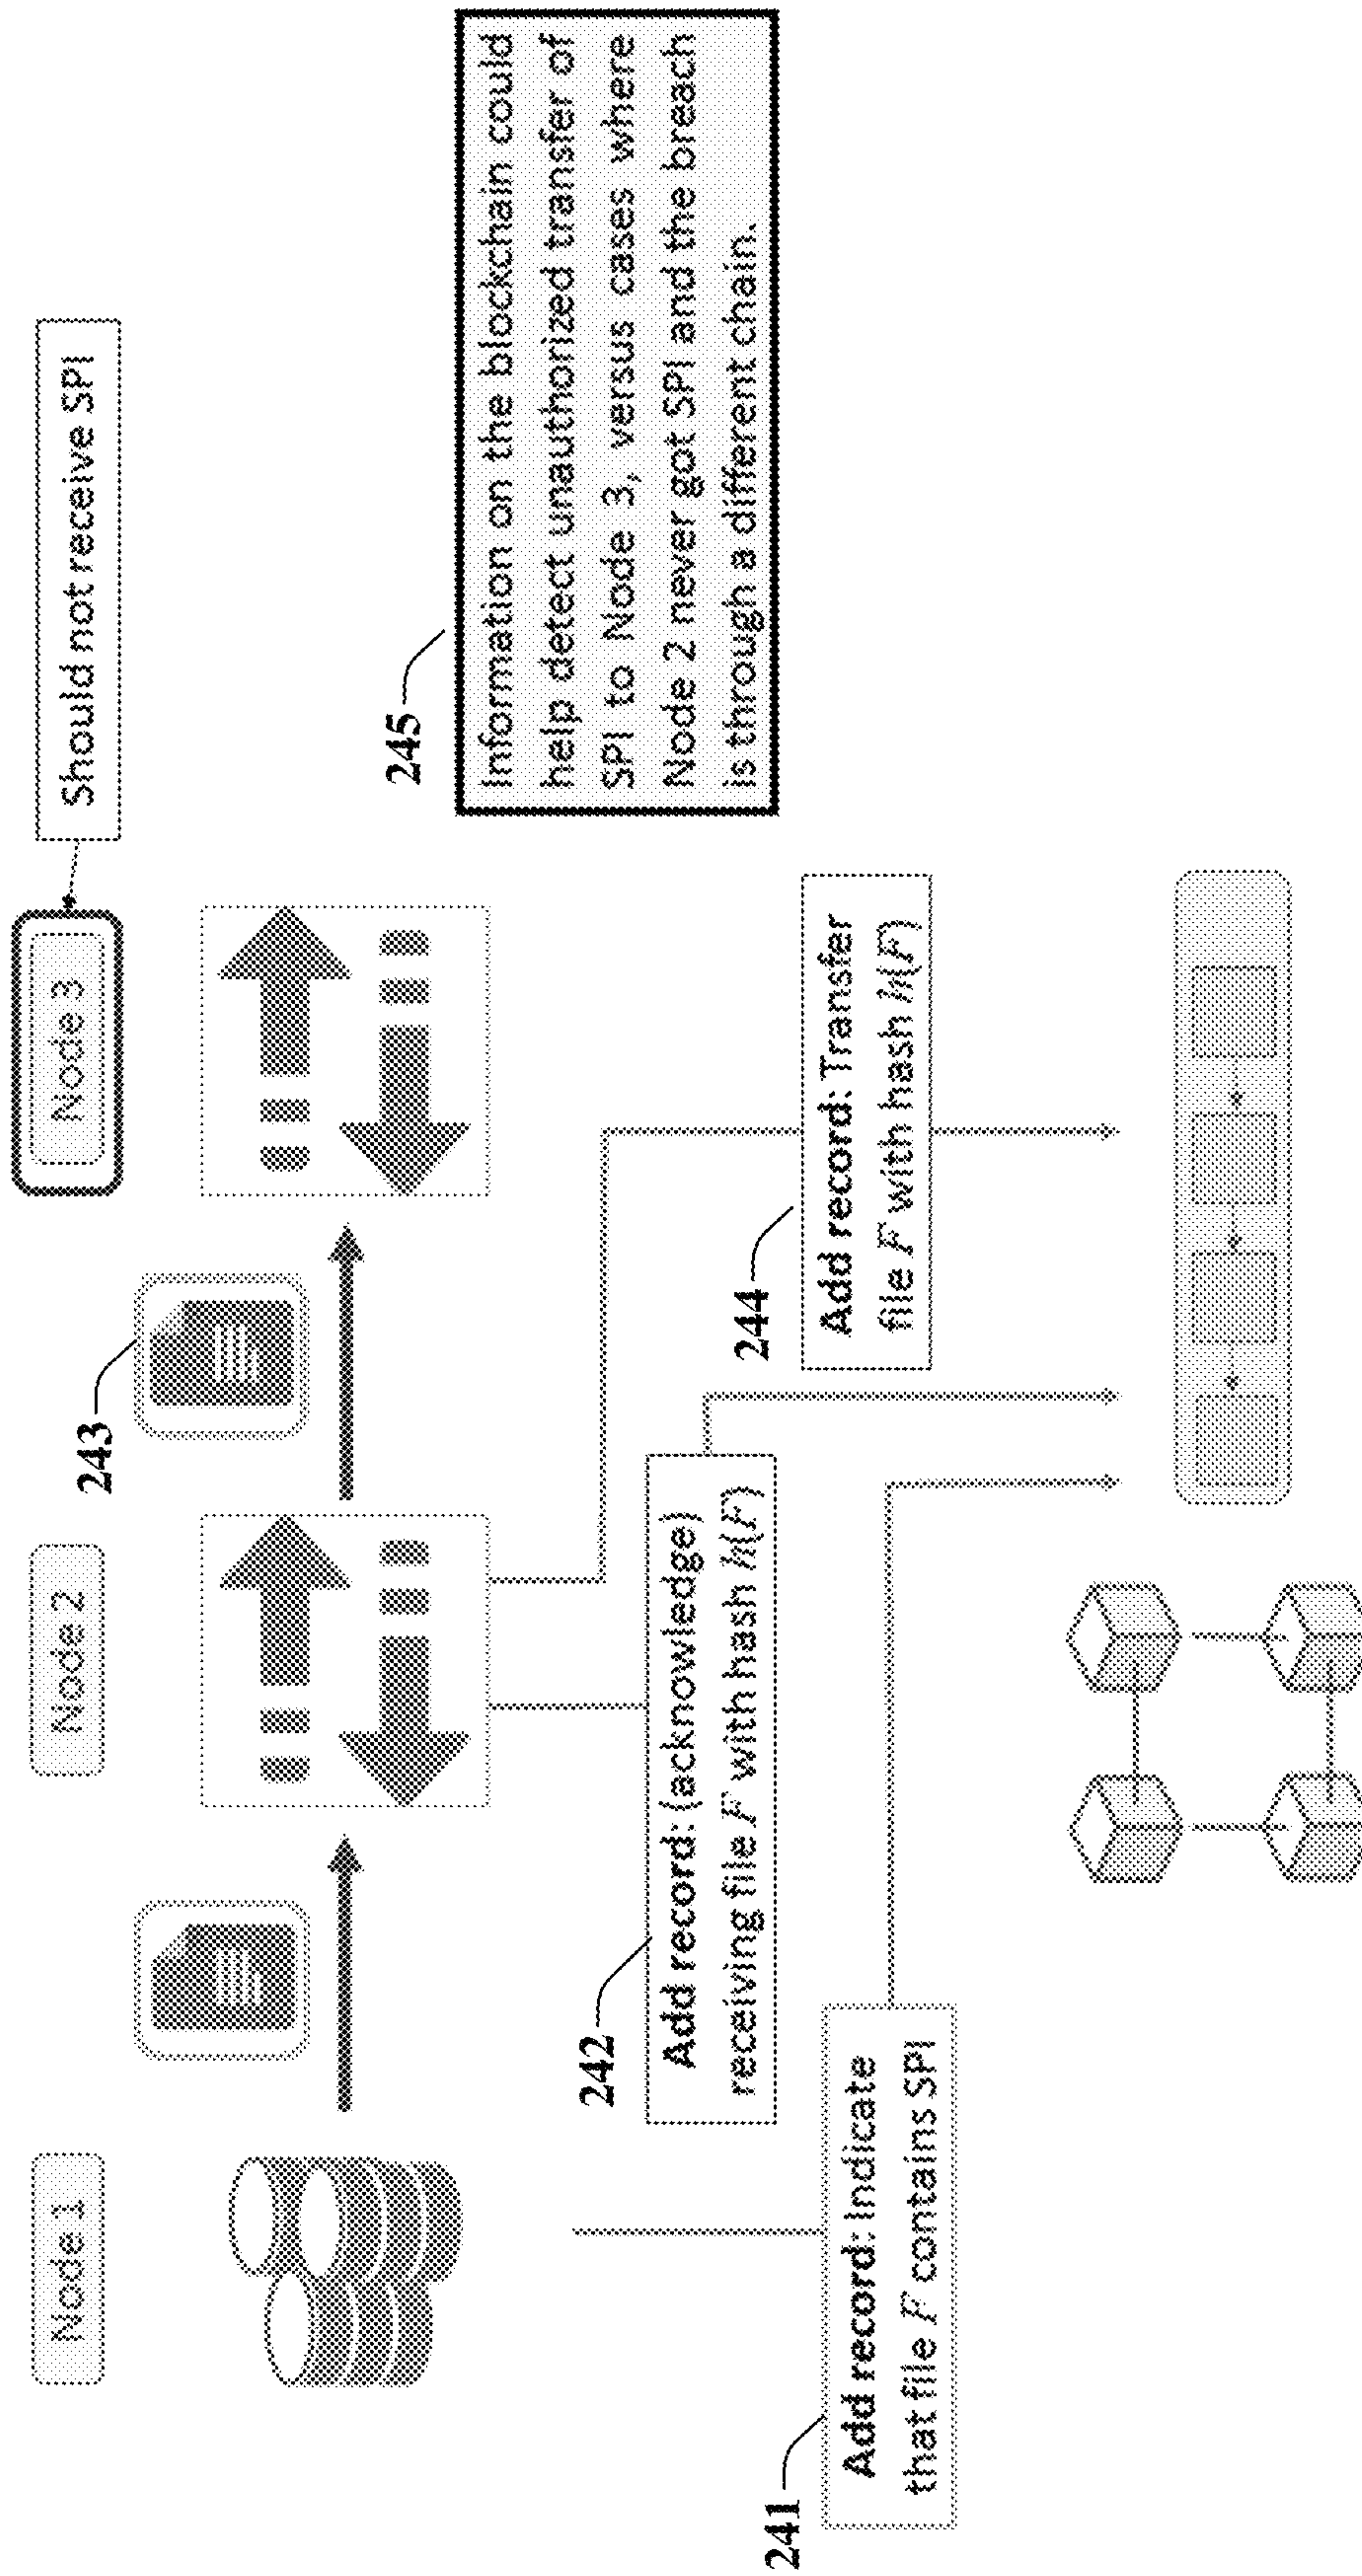 Node 1
Node 2
Node 3
Should not receive SPI
243
245
Information on the blockchain could
help detect unauthorized transfer of
SPI to Node 3, versus cases where
Node 2 never got SPI and the breach
is through a different chain.
242
Add record: (acknowledge)
receiving file F with hash h(F)
244
Add record: Transfer
file F with hash h(F)
241
Add record: Indicate
that file F contains SPI